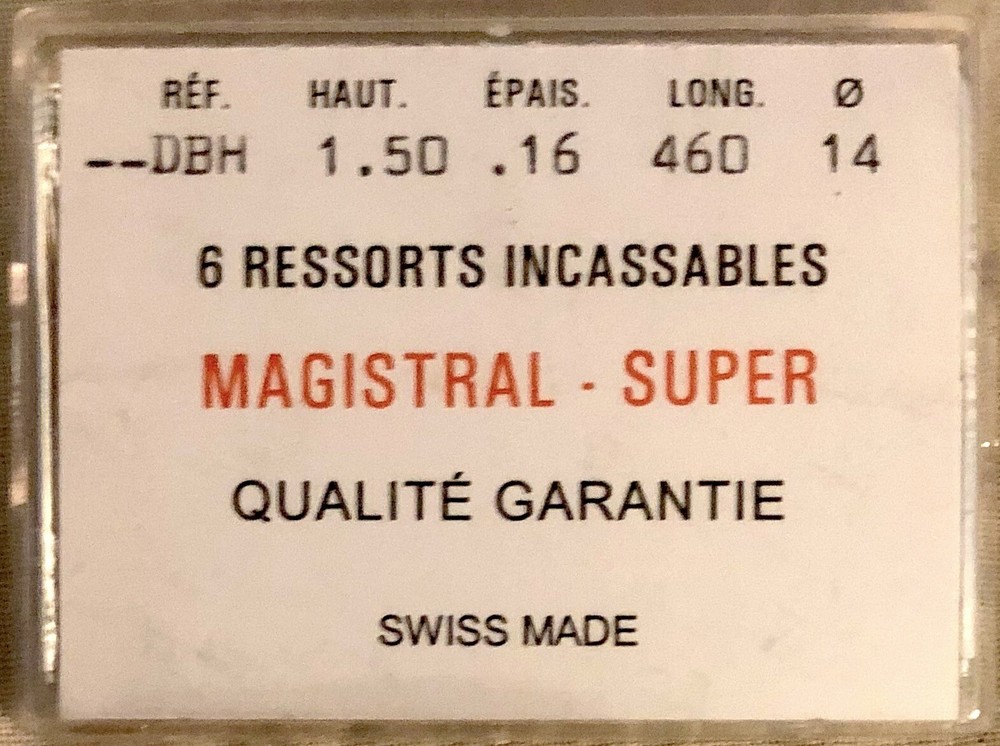 RÉF. HAUT. ÉPAIS. LONG. Ø
--DBH 1.50 .16 460 14
6 RESSORTS INCASSABLES
MAGISTRAL - SUPER
QUALITÉ GARANTIE
SWISS MADE